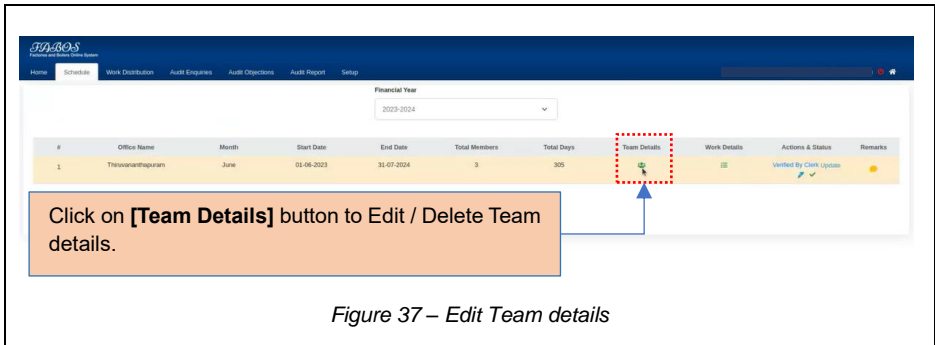 FABOS
Factories and Boilers Online System
Home Schedule Work Distribution Audit Enquiries Audit Objections Audit Report Setup
Financial Year
2023-2024
# Office Name Month Start Date End Date Total Members Total Days Team Details Work Details Actions & Status Remarks
1 Thiruvananthapuram June 01-06-2023 31-07-2024 3 305 Verified By Clerk Update
Click on [Team Details] button to Edit / Delete Team
details.
Figure 37 – Edit Team details